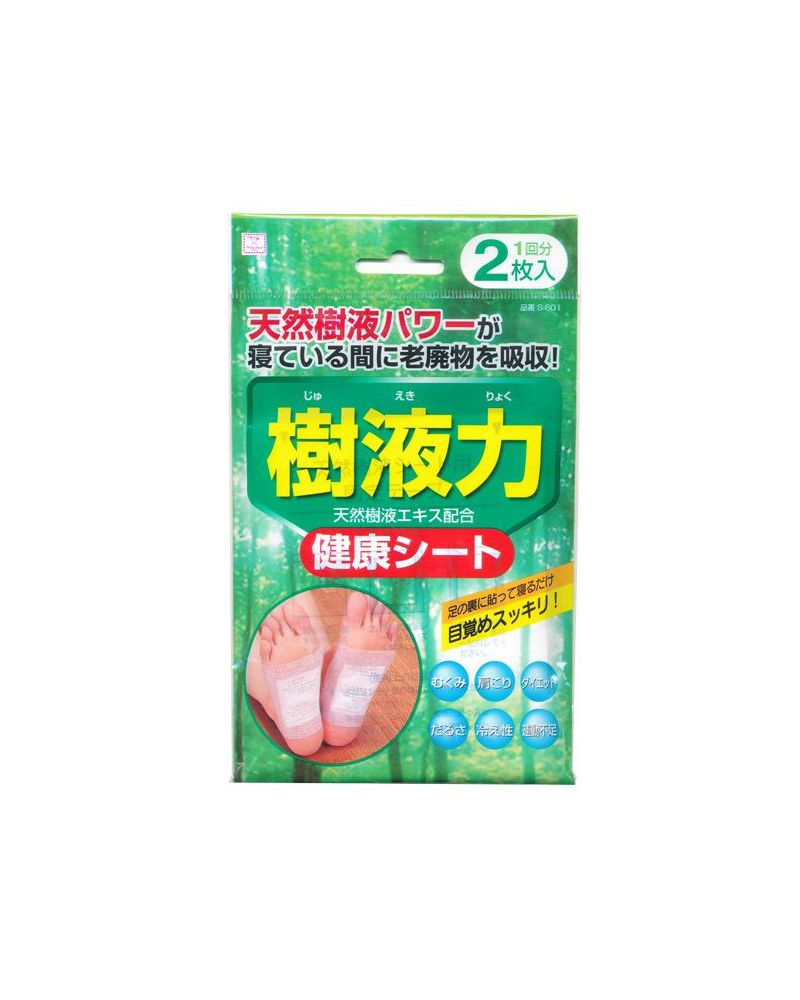 1回分
2枚入
品番 S-601
天然樹液パワーが
寝ている間に老廃物を吸収!
じゅ えき りょく
樹液力
天然樹液エキス配合
健康シート
足の裏に貼って寝るだけ
目覚めスッキリ!
むくみ 肩こり ダイエット
だるさ 冷え性 運動不足